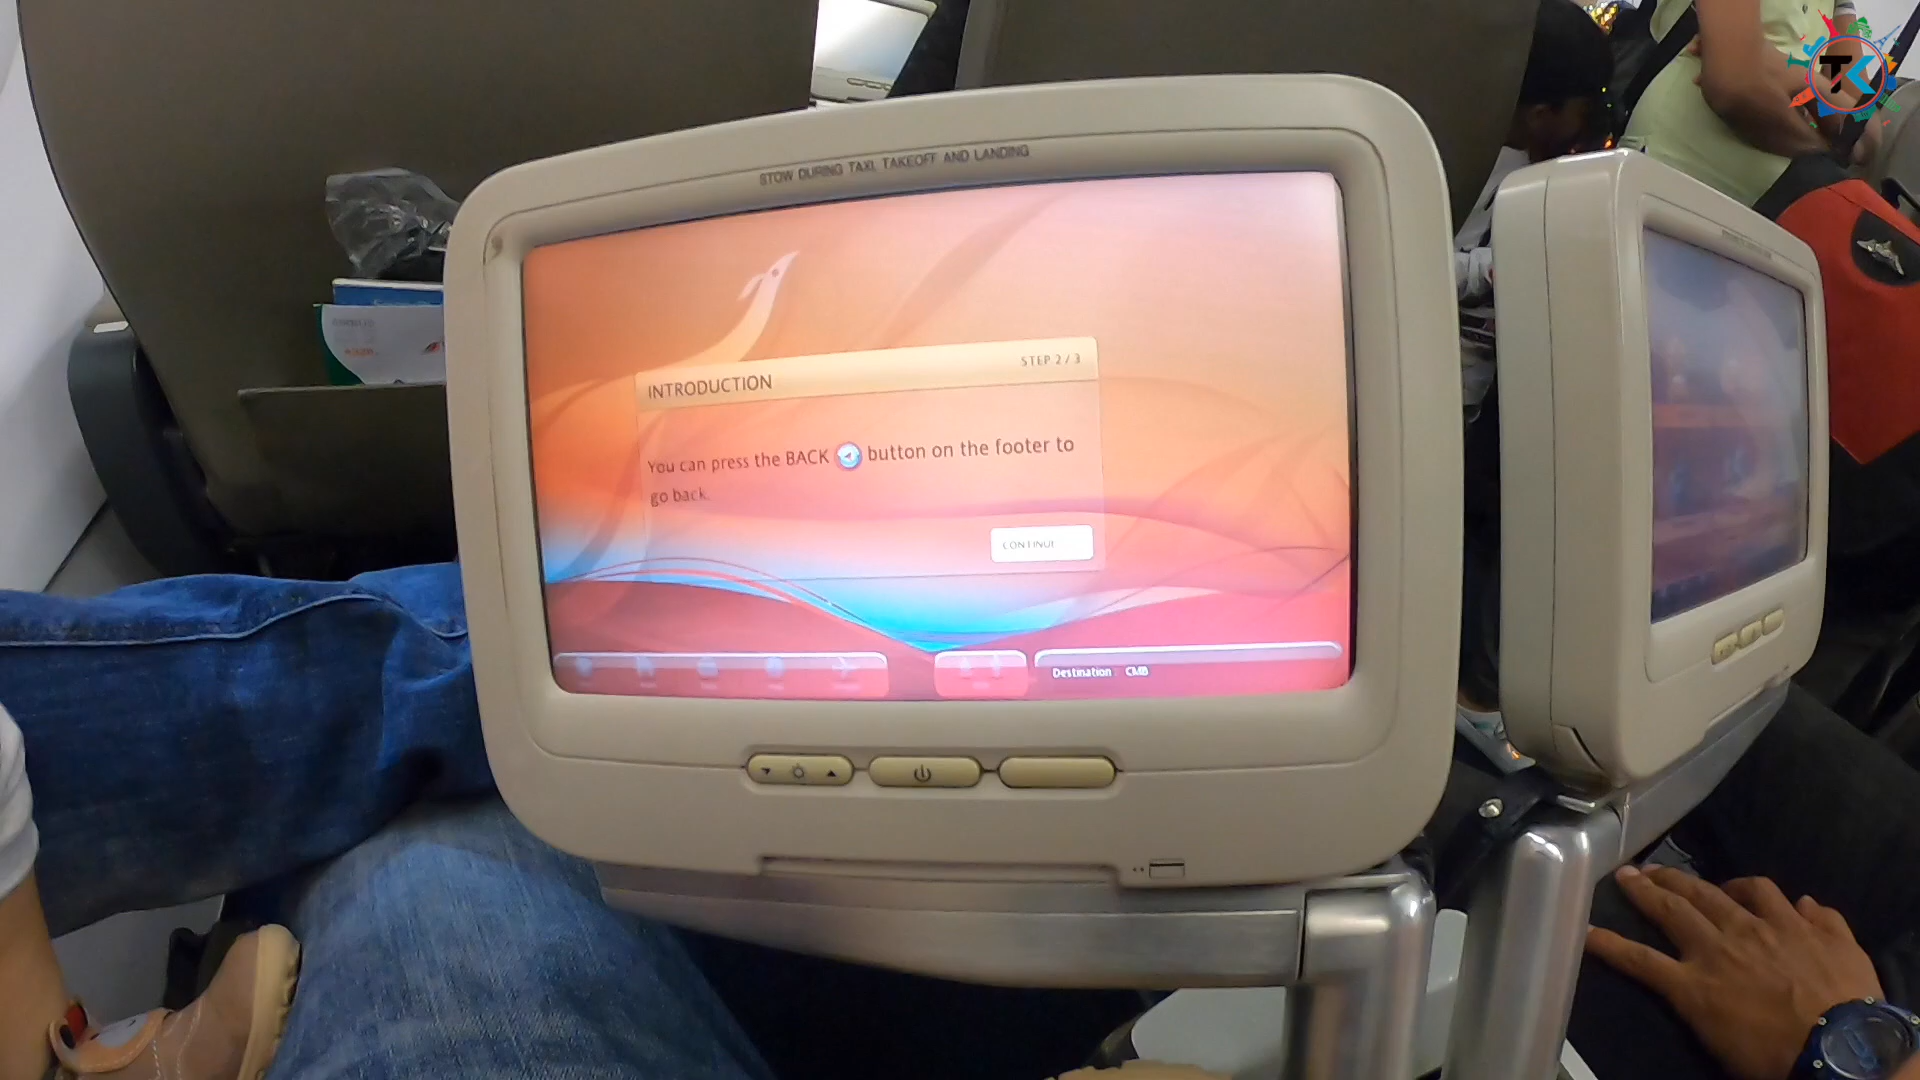 STOW DURING TAXI, TAKEOFF AND LANDING
STEP 2 / 3
INTRODUCTION
You can press the BACK button on the footer to
go back.
CONTINUE
Destination CMB
TK